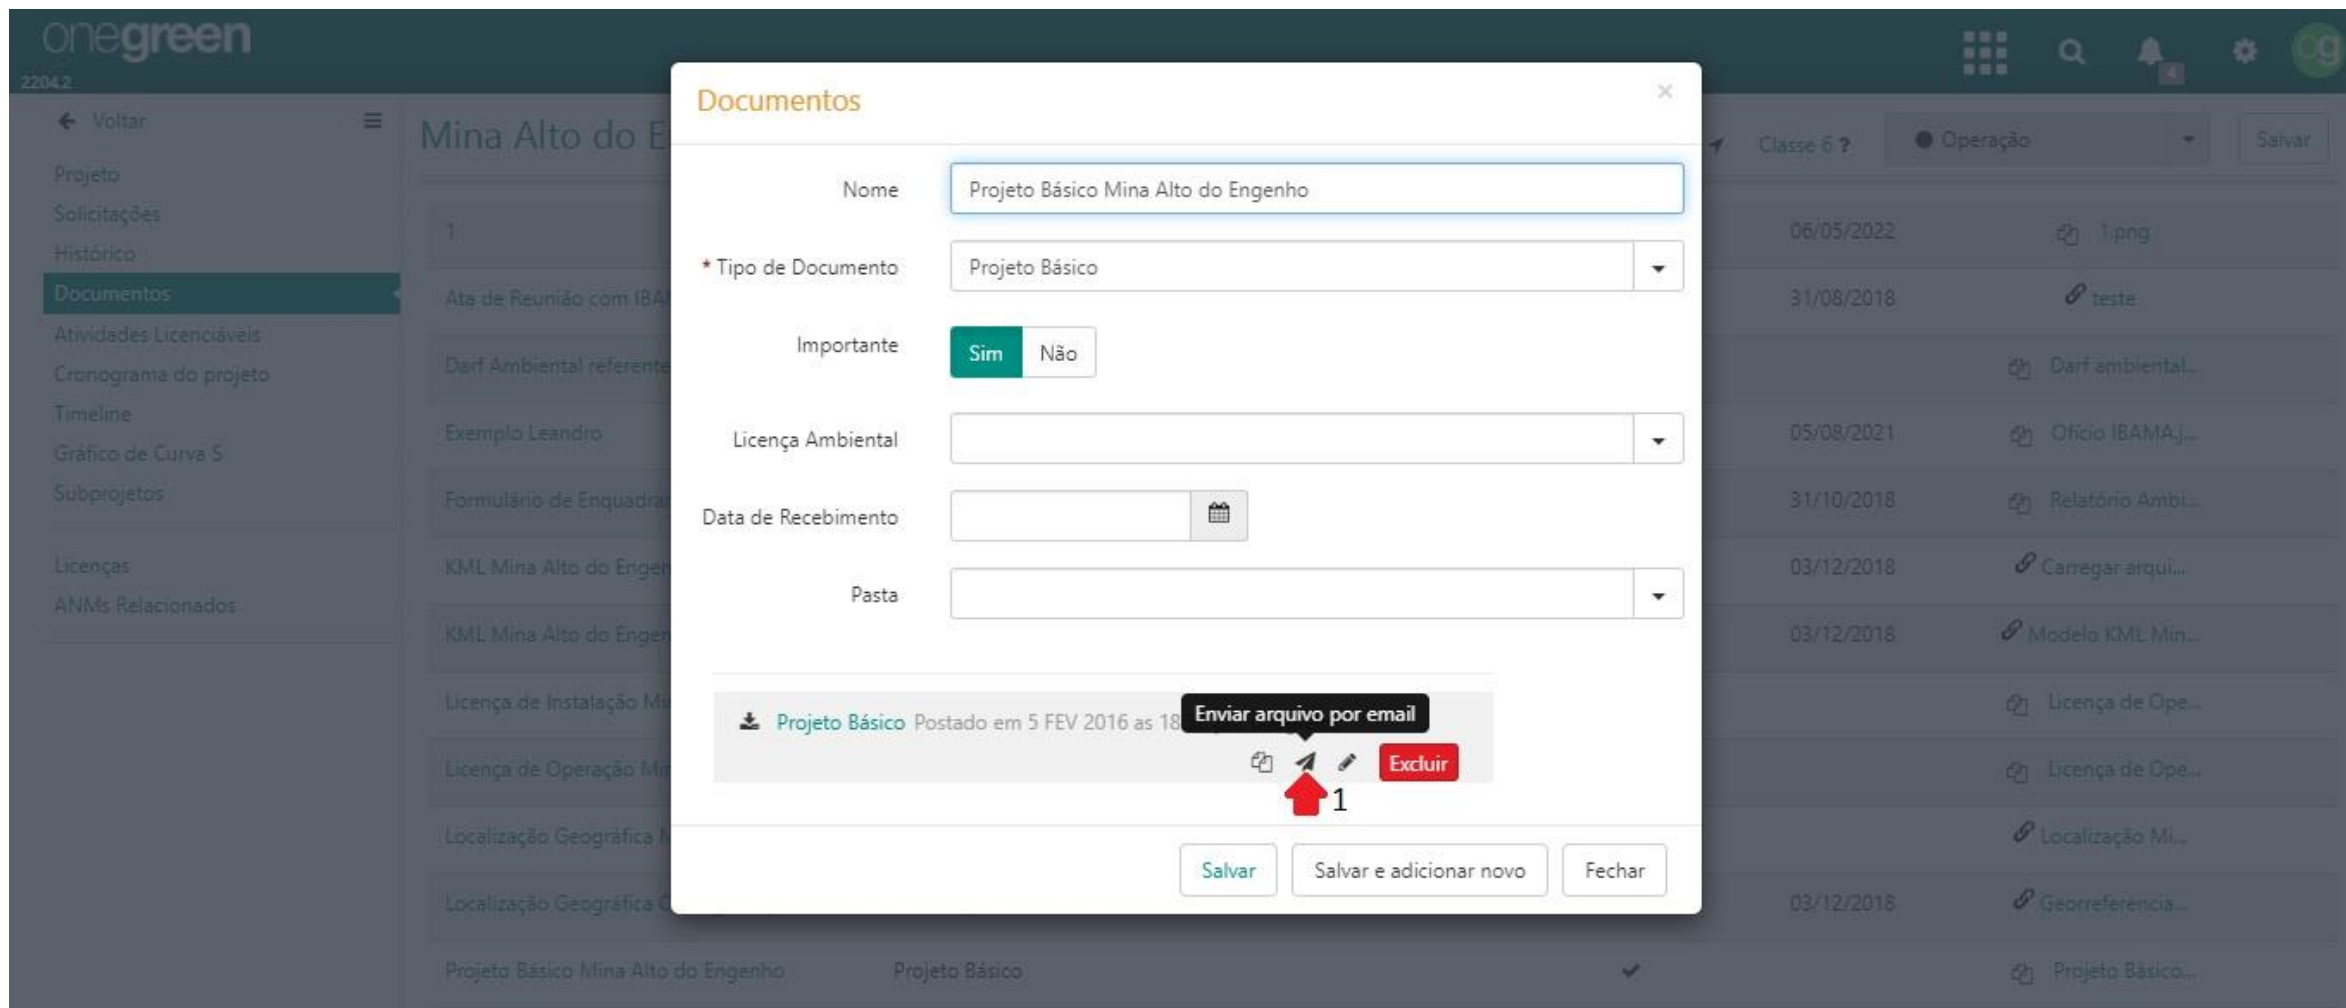 onegreen
2204.2
4
og
Voltar
Projeto
Solicitações
Histórico
Documentos
Atividades Licenciáveis
Cronograma do projeto
Timeline
Gráfico de Curva S
Subprojetos
Licenças
ANMs Relacionados
Mina Alto do E
Classe 6 ?
Operação
Salvar
Documentos
×
Nome
Projeto Básico Mina Alto do Engenho
* Tipo de Documento
Projeto Básico
Importante
Sim Não
Licença Ambiental
Data de Recebimento
Pasta
Projeto Básico Postado em 5 FEV 2016 as 18
Enviar arquivo por email
Excluir
1
Salvar
Salvar e adicionar novo
Fechar
1 06/05/2022 1.png
Ata de Reunião com IBA 31/08/2018 teste
Darf Ambiental referente Darf ambiental...
Exemplo Leandro 05/08/2021 Ofício IBAMA.j...
Formulário de Enquadra 31/10/2018 Relatório Ambi...
KML Mina Alto do Engen 03/12/2018 Carregar arqui...
KML Mina Alto do Engen 03/12/2018 Modelo KML Min...
Licença de Instalação Mi Licença de Ope...
Licença de Operação Mi Licença de Ope...
Localização Geográfica Localização Mi...
Localização Geográfica 03/12/2018 Georreferencia...
Projeto Básico Mina Alto do Engenho Projeto Básico Projeto Básico...